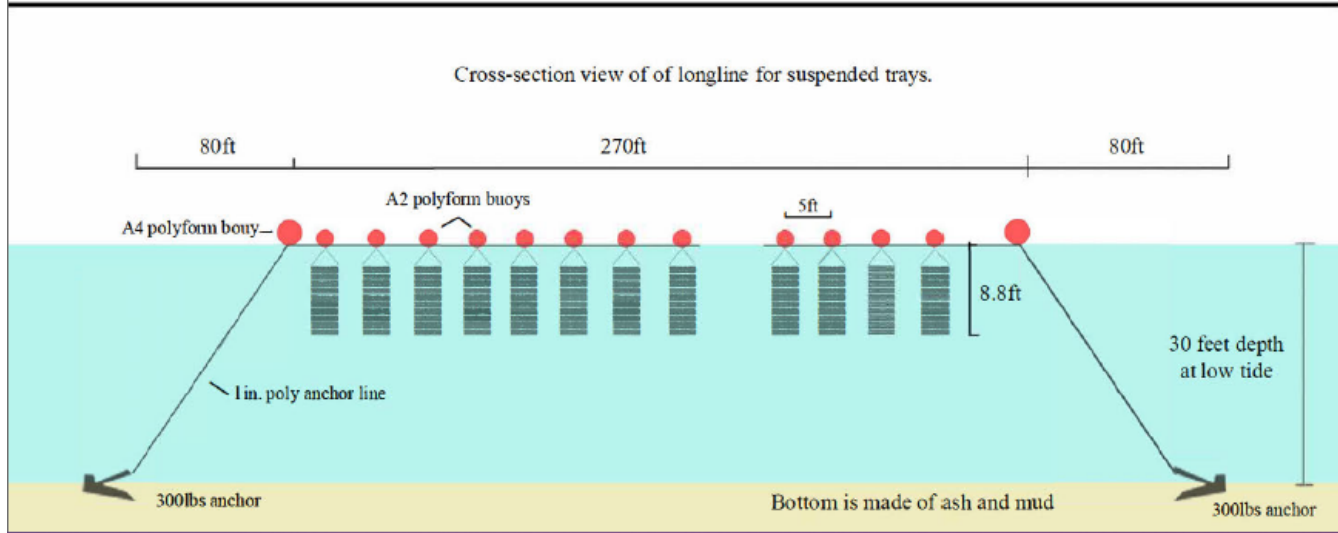 Cross-section view of of longline for suspended trays.
80ft
270ft
80ft
A2 polyform buoys
5ft
A4 polyform bouy
8.8ft
30 feet depth
at low tide
1in. poly anchor line
300lbs anchor
Bottom is made of ash and mud
300lbs anchor